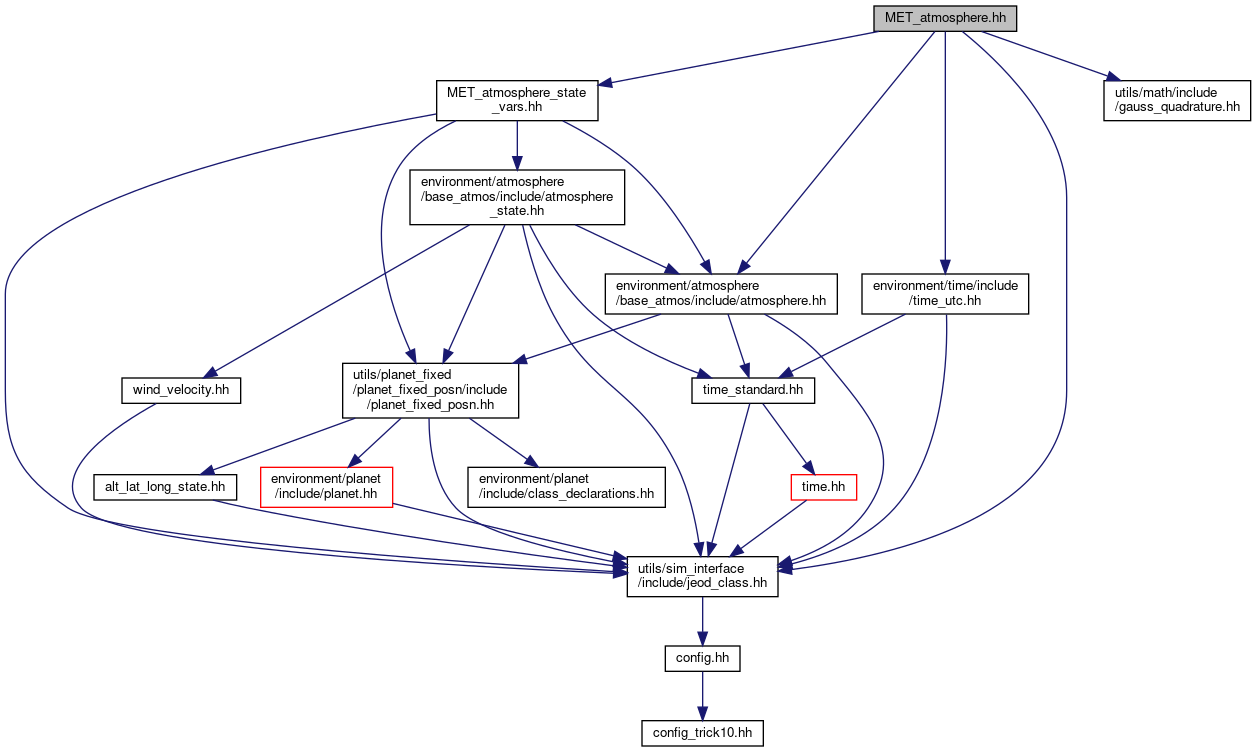 MET_atmosphere.hh
MET_atmosphere_state
_vars.hh
utils/math/include
/gauss_quadrature.hh
environment/atmosphere
/base_atmos/include/atmosphere
_state.hh
environment/atmosphere
/base_atmos/include/atmosphere.hh
environment/time/include
/time_utc.hh
wind_velocity.hh
utils/planet_fixed
/planet_fixed_posn/include
/planet_fixed_posn.hh
time_standard.hh
alt_lat_long_state.hh
environment/planet
/include/planet.hh
environment/planet
/include/class_declarations.hh
time.hh
utils/sim_interface
/include/jeod_class.hh
config.hh
config_trick10.hh